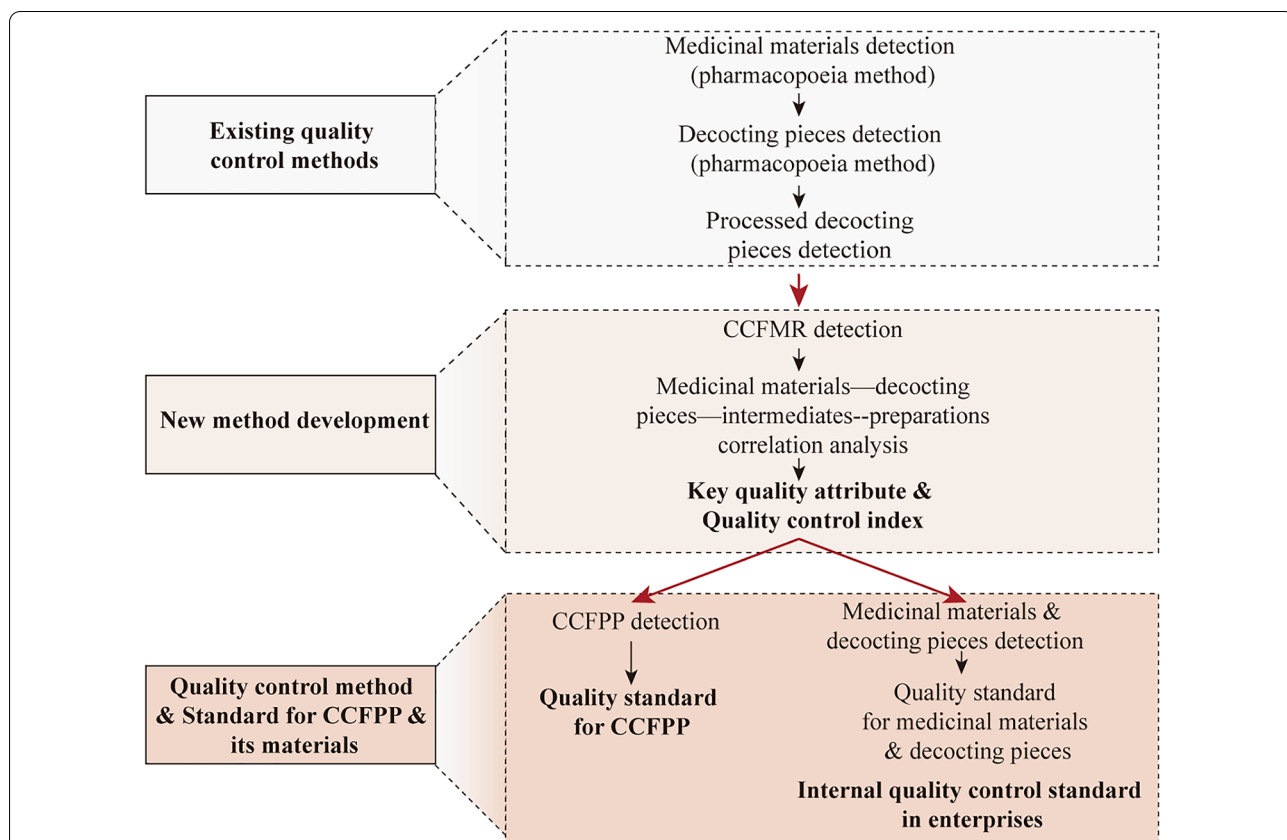 Existing quality
control methods
Medicinal materials detection
(pharmacopoeia method)
Decocting pieces detection
(pharmacopoeia method)
Processed decocting
pieces detection
New method development
CCFMR detection
Medicinal materials—decocting
pieces—intermediates--preparations
correlation analysis
Key quality attribute &
Quality control index
Quality control method
& Standard for CCFPP &
its materials
CCFPP detection
Quality standard
for CCFPP
Medicinal materials &
decocting pieces detection
Quality standard
for medicinal materials
& decocting pieces
Internal quality control standard
in enterprises